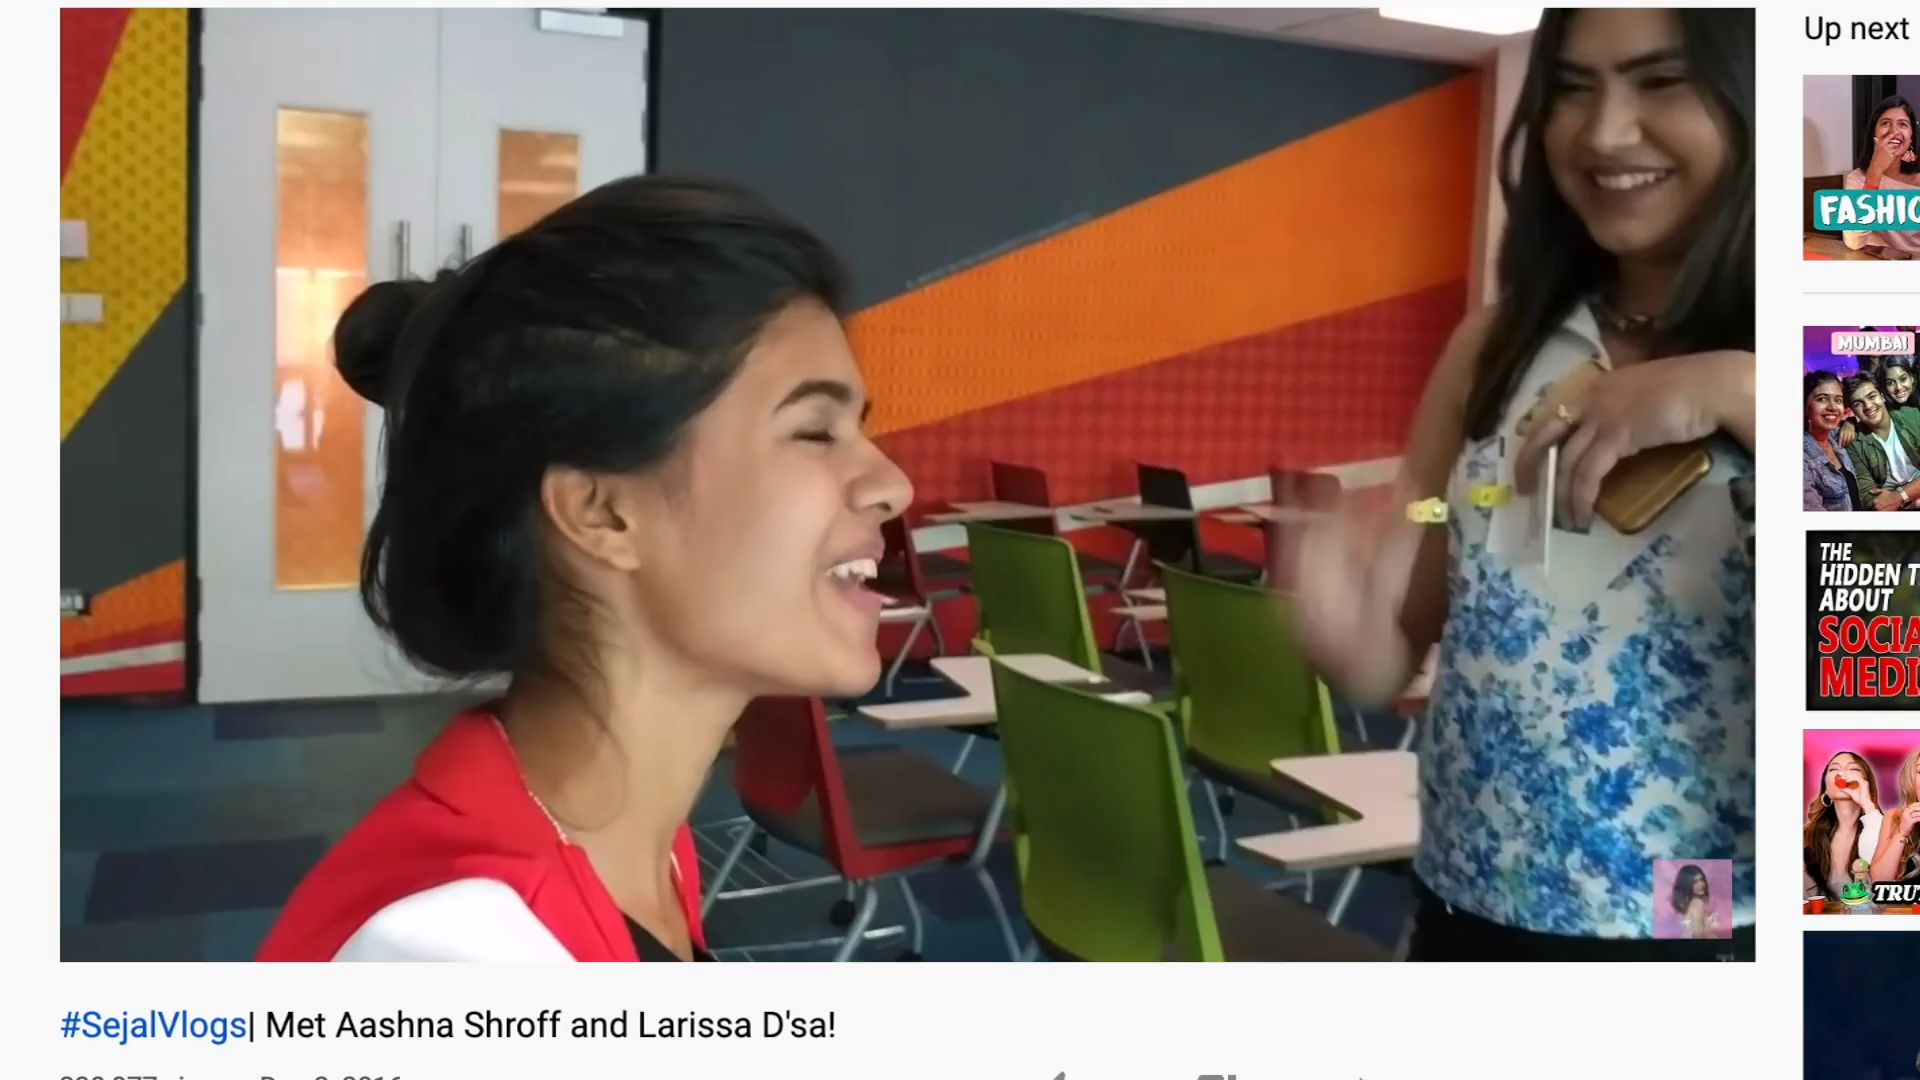 Up next
FASHIO
MUMBAI
THE
HIDDEN T
ABOUT
SOCIA
MEDI
TRU
#SejalVlogs| Met Aashna Shroff and Larissa D'sa!